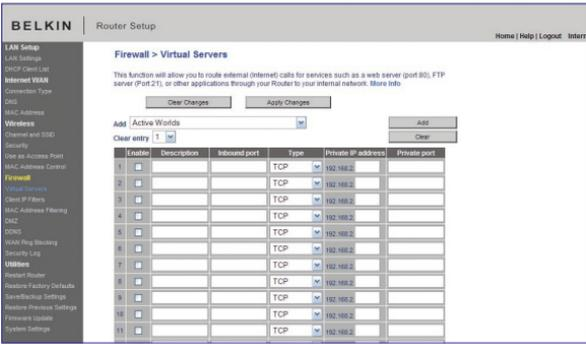 BELKIN Router Setup
Home | Help | Logout Intern
LAN Setup
LAN Settings
DHCP Client List
Internet WAN
Connection Type
DNS
MAC Address
Wireless
Channel and SSID
Security
Use as Access Point
MAC Address Control
Firewall
Virtual Servers
Client IP Filters
MAC Address Filtering
DMZ
DDNS
WAN Ping Blocking
Security Log
Utilities
Restart Router
Restore Factory Defaults
Save/Backup Settings
Restore Previous Settings
Firmware Update
System Settings
Firewall > Virtual Servers
This function will allow you to route external (Internet) calls for services such as a web server (port 80), FTP
server (Port 21), or other applications through your Router to your internal network. More Info
Clear Changes Apply Changes
Add Active Worlds Add
Clear entry 1 Clear
Enable Description Inbound port Type Private IP address Private port
1 TCP 192.168.2.
2 TCP 192.168.2.
3 TCP 192.168.2.
4 TCP 192.168.2.
5 TCP 192.168.2.
6 TCP 192.168.2.
7 TCP 192.168.2.
8 TCP 192.168.2.
9 TCP 192.168.2.
10 TCP 192.168.2.
11 TCP 192.168.2.